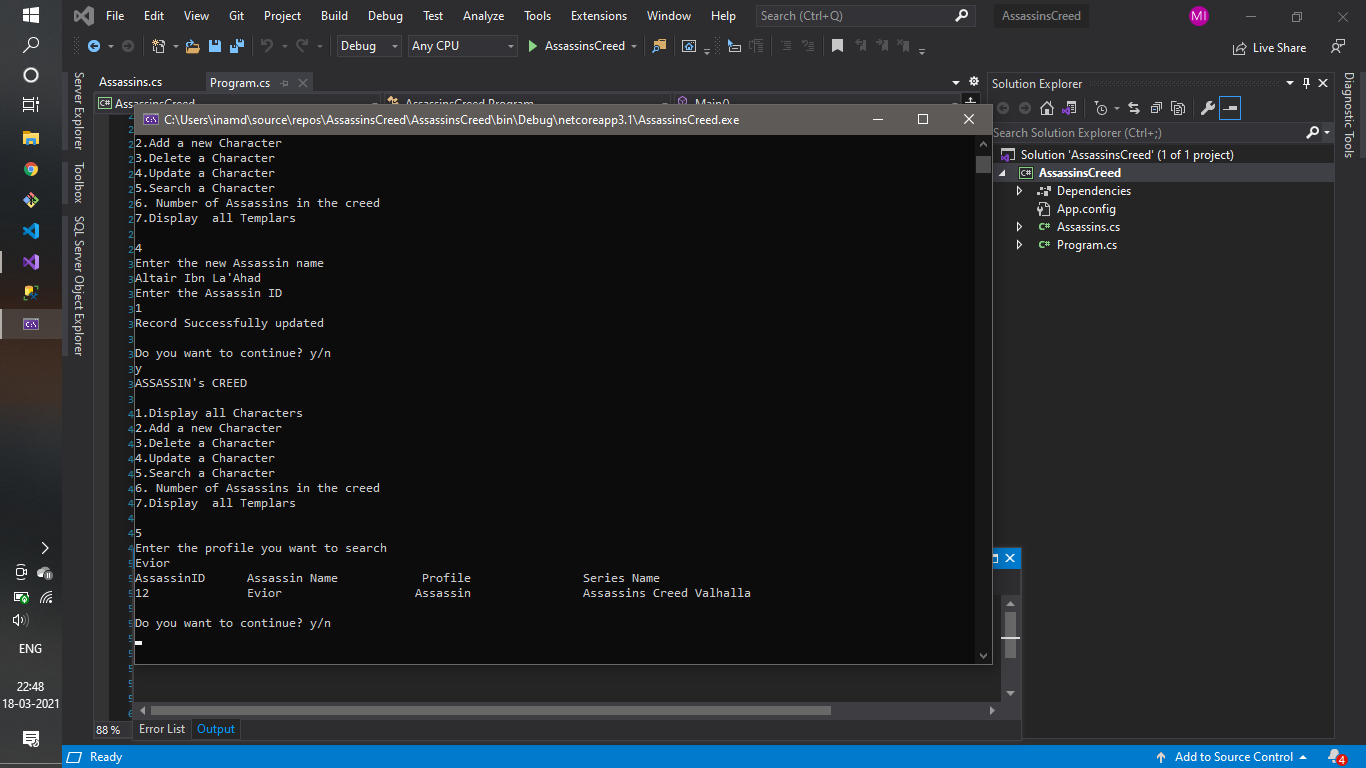 File Edit View Git Project Build Debug Test Analyze Tools Extensions Window Help Search (Ctrl+Q) AssassinsCreed MI
Debug Any CPU AssassinsCreed Live Share
Assassins.cs Program.cs
AssassinsCreed AssassinsCreed.Program Main()
Server Explorer
Toolbox
SQL Server Object Explorer
C:\Users\inamd\source\repos\AssassinsCreed\AssassinsCreed\bin\Debug\netcoreapp3.1\AssassinsCreed.exe
2.Add a new Character
3.Delete a Character
4.Update a Character
5.Search a Character
6. Number of Assassins in the creed
7.Display  all Templars
4
Enter the new Assassin name
Altair Ibn La'Ahad
Enter the Assassin ID
1
Record Successfully updated
Do you want to continue? y/n
y
ASSASSIN's CREED
1.Display all Characters
2.Add a new Character
3.Delete a Character
4.Update a Character
5.Search a Character
6. Number of Assassins in the creed
7.Display  all Templars
5
Enter the profile you want to search
Evior
AssassinID Assassin Name Profile Series Name
12 Evior Assassin Assassins Creed Valhalla
Do you want to continue? y/n
88 %
Error List Output
Solution Explorer
Search Solution Explorer (Ctrl+;)
Solution 'AssassinsCreed' (1 of 1 project)
C# AssassinsCreed
Dependencies
App.config
C# Assassins.cs
C# Program.cs
Diagnostic Tools
ENG
22:48
18-03-2021
Ready Add to Source Control 4